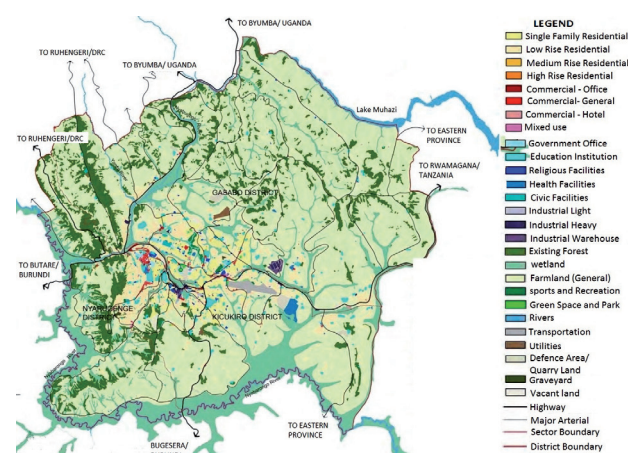 TO BYUMBA/ UGANDA
TO RUHENGERI/DRC
TO BYUMBA/ UGANDA
Lake Muhazi
TO RUHENGERI/DRC
TO EASTERN
PROVINCE
TO RWAMAGANA/
TANZANIA
DISTRICT
TO BUTARE/
BURUNDI
DISTRICT
KICUKIRO DISTRICT
TO EASTERN
PROVINCE
BUGESERA/
LEGEND
Single Family Residential
Low Rise Residential
Medium Rise Residential
High Rise Residential
Commercial - Office
Commercial- General
Commercial - Hotel
Mixed use
Government Office
Education Institution
Religious Facilities
Health Facilities
Civic Facilities
Industrial Light
Industrial Heavy
Industrial Warehouse
Existing Forest
wetland
Farmland (General)
sports and Recreation
Green Space and Park
Rivers
Transportation
Utilities
Defence Area/
Quarry Land
Graveyard
Vacant land
Highway
Major Arterial
Sector Boundary
District Boundary